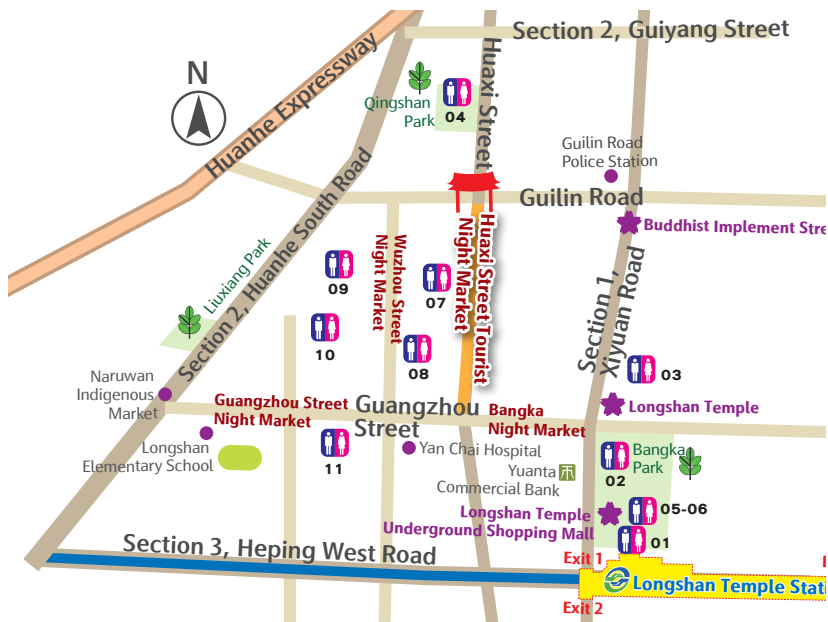 Section 2, Guiyang Street
N
Huanhe Expressway
Huaxi Street
Qingshan
Park
04
Guilin Road
Police Station
Guilin Road
Section 2, Huanhe South Road
Buddhist Implement Stre
Liuxiang Park
Wuzhou Street
Night Market
Huaxi Street Tourist
Night Market
Section 1,
Xiyuan Road
09
07
10
08
03
Naruwan
Indigenous
Market
Guangzhou Street
Night Market
Guangzhou
Street
Bangka
Night Market
Longshan Temple
Longshan
Elementary School
11
Yan Chai Hospital
Bangka
Park
02
Yuanta
Commercial Bank
05-06
Longshan Temple
Underground Shopping Mall
01
Section 3, Heping West Road
Exit 1
Longshan Temple Stati
Exit 2